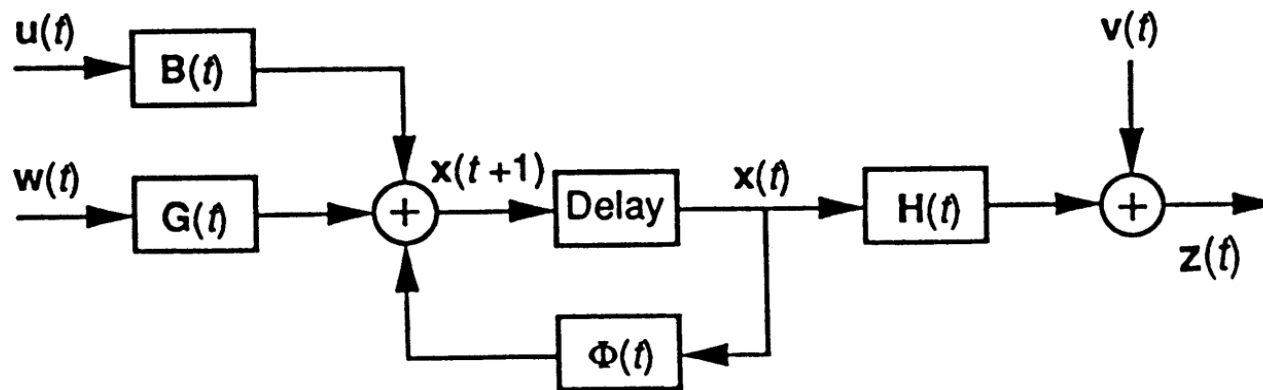 u(t)
B(t)
v(t)
w(t)
G(t)
+
x(t+1)
Delay
x(t)
H(t)
+
z(t)
Φ(t)